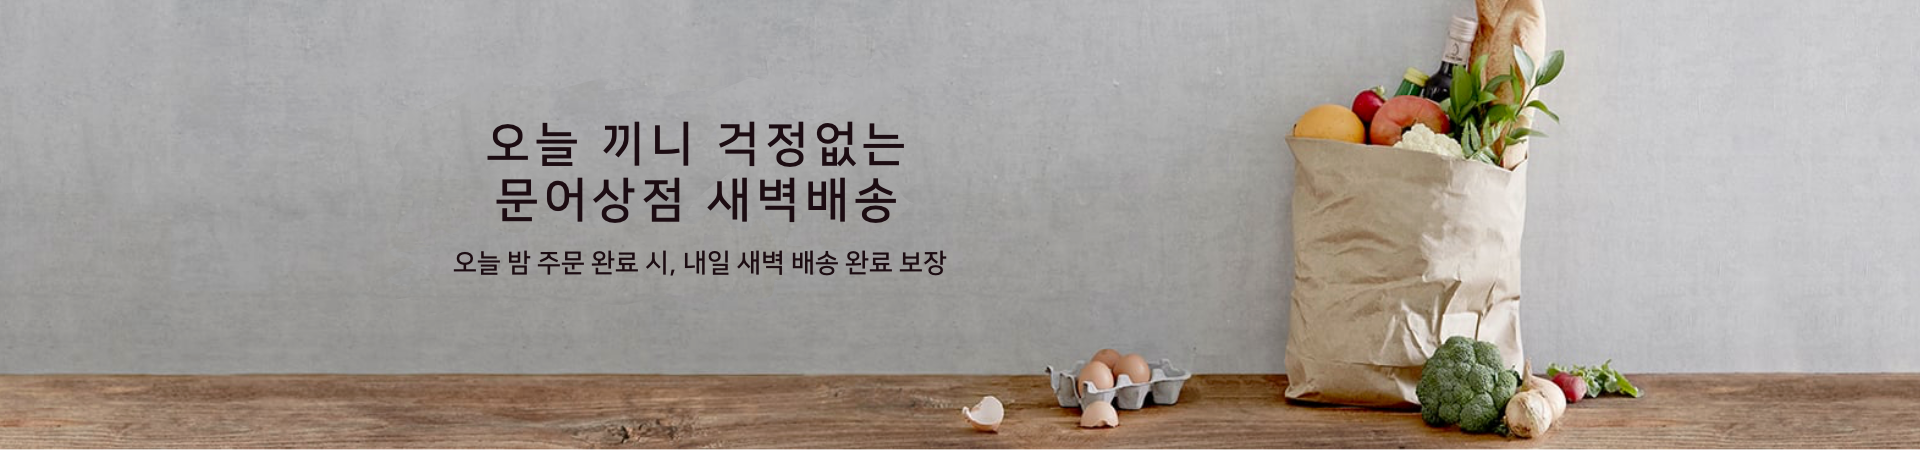 오늘 끼니 걱정없는
문어상점 새벽배송
오늘 밤 주문 완료 시, 내일 새벽 배송 완료 보장